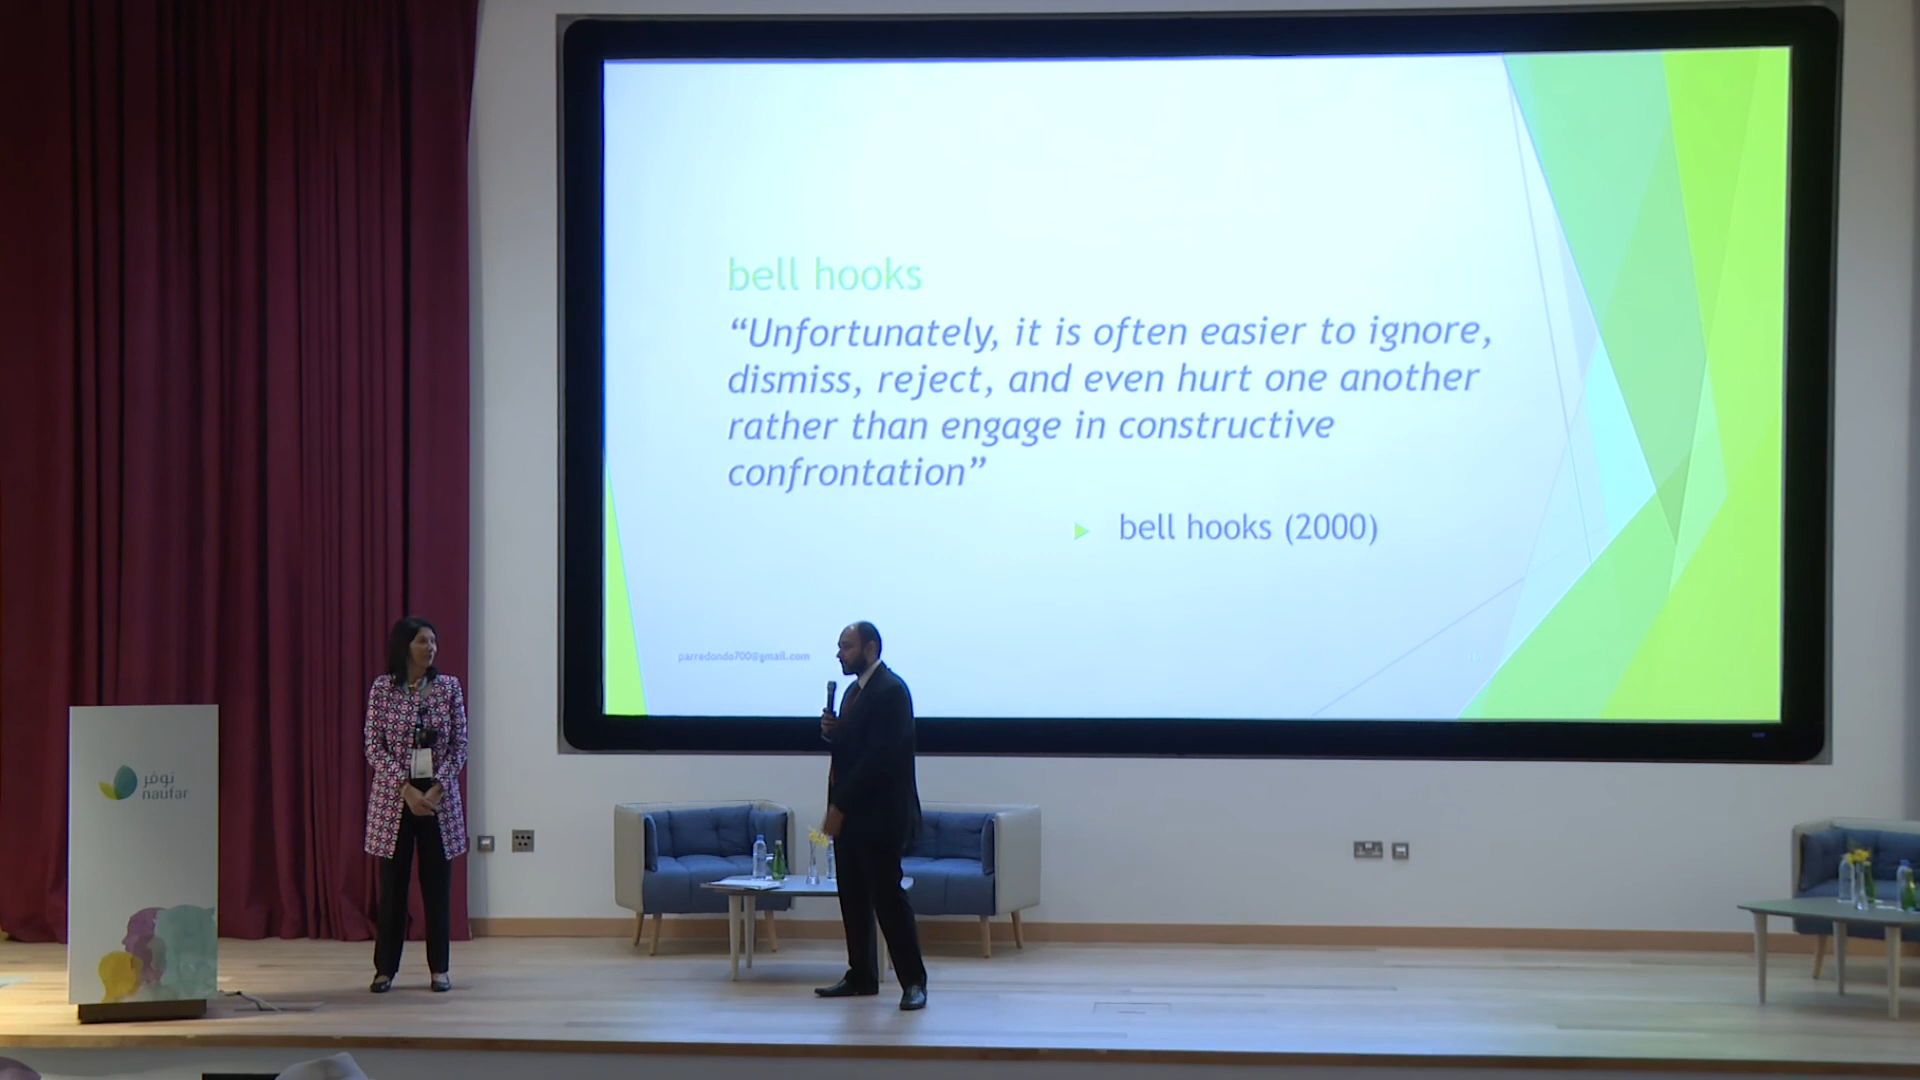 bell hooks
“Unfortunately, it is often easier to ignore,
dismiss, reject, and even hurt one another
rather than engage in constructive
confrontation”
bell hooks (2000)
parredondo700@gmail.com
نوفر
naufar